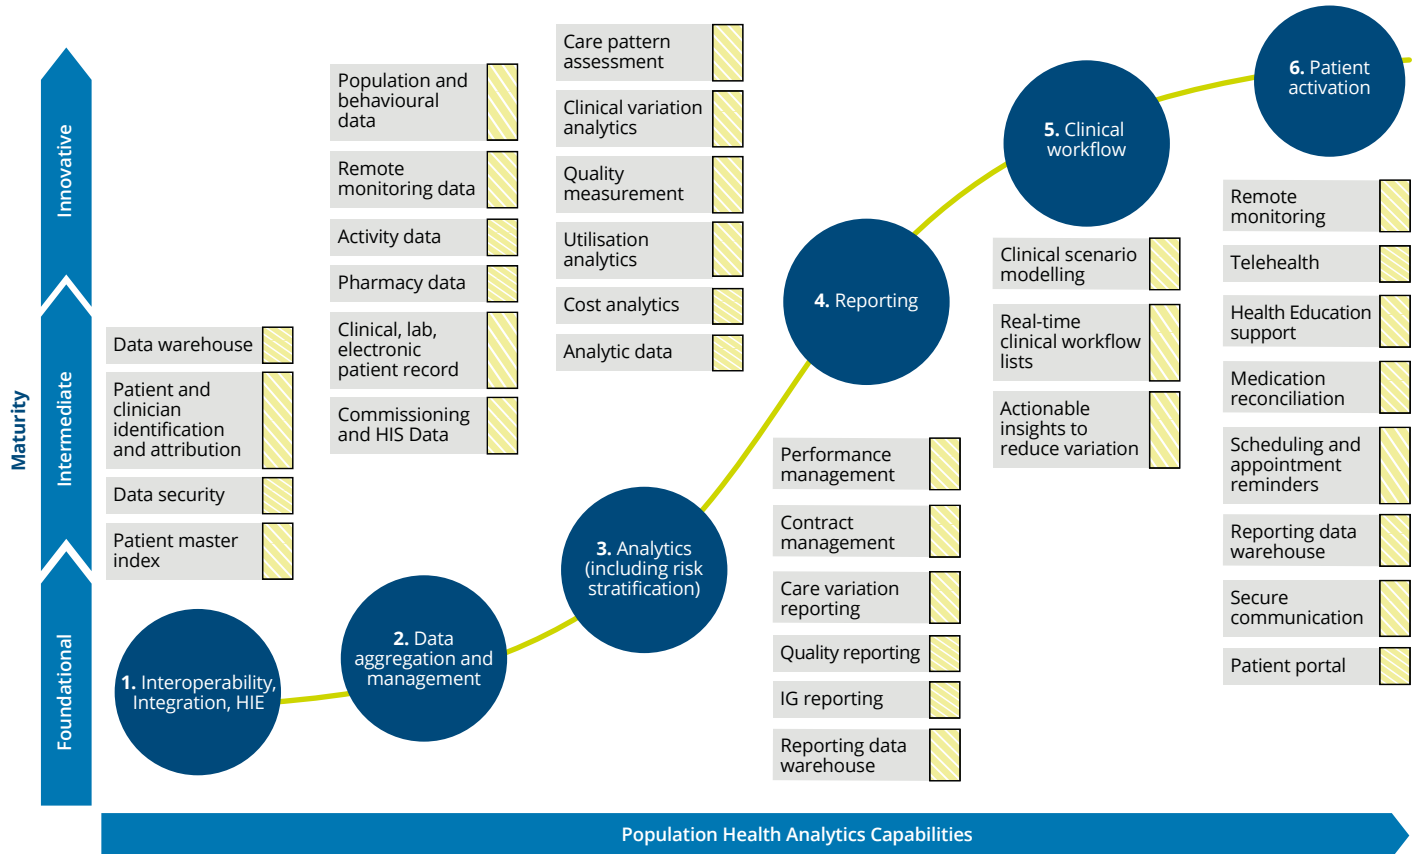 Maturity
Innovative
Intermediate
Foundational
Data warehouse
Patient and
clinician
identification
and attribution
Data security
Patient master
index
1. Interoperability,
Integration, HIE
Population and
behavioural
data
Remote
monitoring data
Activity data
Pharmacy data
Clinical, lab,
electronic
patient record
Commissioning
and HIS Data
2. Data
aggregation and
management
Care pattern
assessment
Clinical variation
analytics
Quality
measurement
Utilisation
analytics
Cost analytics
Analytic data
3. Analytics
(including risk
stratification)
4. Reporting
Performance
management
Contract
management
Care variation
reporting
Quality reporting
IG reporting
Reporting data
warehouse
5. Clinical
workflow
Clinical scenario
modelling
Real-time
clinical workflow
lists
Actionable
insights to
reduce variation
6. Patient
activation
Remote
monitoring
Telehealth
Health Education
support
Medication
reconciliation
Scheduling and
appointment
reminders
Reporting data
warehouse
Secure
communication
Patient portal
Population Health Analytics Capabilities